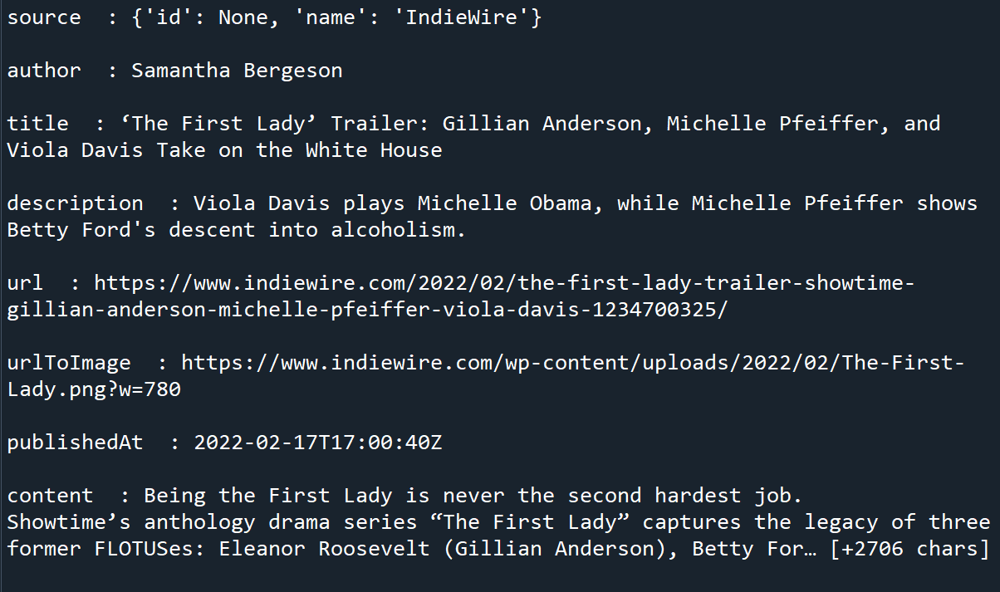 source  : {'id': None, 'name': 'IndieWire'}
author  : Samantha Bergeson
title  : ‘The First Lady’ Trailer: Gillian Anderson, Michelle Pfeiffer, and
Viola Davis Take on the White House
description  : Viola Davis plays Michelle Obama, while Michelle Pfeiffer shows
Betty Ford's descent into alcoholism.
url  : https://www.indiewire.com/2022/02/the-first-lady-trailer-showtime-
gillian-anderson-michelle-pfeiffer-viola-davis-1234700325/
urlToImage  : https://www.indiewire.com/wp-content/uploads/2022/02/The-First-
Lady.png?w=780
publishedAt  : 2022-02-17T17:00:40Z
content  : Being the First Lady is never the second hardest job.
Showtime’s anthology drama series “The First Lady” captures the legacy of three
former FLOTUSes: Eleanor Roosevelt (Gillian Anderson), Betty For… [+2706 chars]